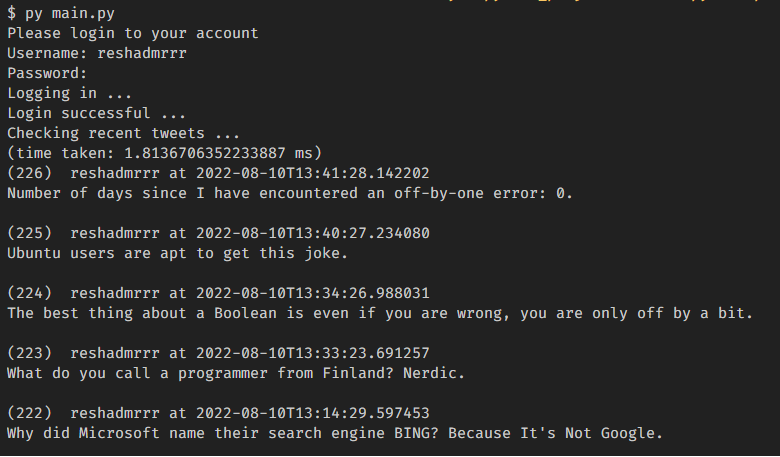 $ py main.py
Please login to your account
Username: reshadmrrr
Password:
Logging in ...
Login successful ...
Checking recent tweets ...
(time taken: 1.8136706352233887 ms)
(226)  reshadmrrr at 2022-08-10T13:41:28.142202
Number of days since I have encountered an off-by-one error: 0.
(225)  reshadmrrr at 2022-08-10T13:40:27.234080
Ubuntu users are apt to get this joke.
(224)  reshadmrrr at 2022-08-10T13:34:26.988031
The best thing about a Boolean is even if you are wrong, you are only off by a bit.
(223)  reshadmrrr at 2022-08-10T13:33:23.691257
What do you call a programmer from Finland? Nerdic.
(222)  reshadmrrr at 2022-08-10T13:14:29.597453
Why did Microsoft name their search engine BING? Because It's Not Google.